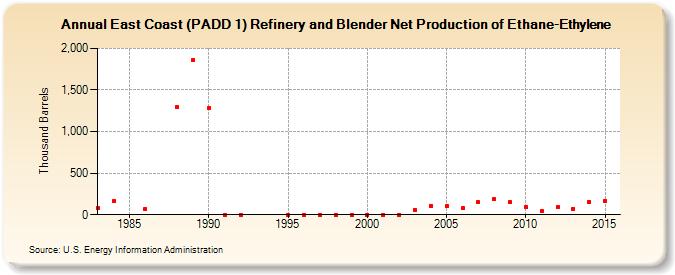 Annual East Coast (PADD 1) Refinery and Blender Net Production of Ethane-Ethylene
Thousand Barrels
2,000
1,500
1,000
500
0
1985 1990 1995 2000 2005 2010 2015
Source: U.S. Energy Information Administration